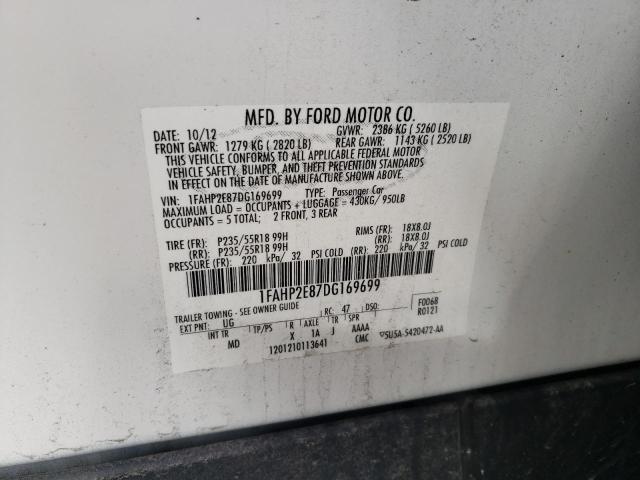 MFD. BY FORD MOTOR CO.
DATE: 10/12 GVWR: 2386 KG ( 5260 LB)
FRONT GAWR: 1279 KG ( 2820 LB) REAR GAWR: 1143 KG ( 2520 LB)
THIS VEHICLE CONFORMS TO ALL APPLICABLE FEDERAL MOTOR
VEHICLE SAFETY, BUMPER, AND THEFT PREVENTION STANDARDS
IN EFFECT ON THE DATE OF MANUFACTURE SHOWN ABOVE.
VIN: 1FAHP2E87DG169699 TYPE: Passenger Car
MAXIMUM LOAD = OCCUPANTS + LUGGAGE = 430KG/950LB
OCCUPANTS = 5 TOTAL; 2 FRONT, 3 REAR
TIRE (FR): P235/55R18 99H RIMS (FR): 18X8.0J
(RR): P235/55R18 99H (RR): 18X8.0J
PRESSURE (FR): 220 kPa/ 32 PSI COLD (RR): 220 kPa/ 32 PSI COLD
1FAHP2E87DG169699
TRAILER TOWING - SEE OWNER GUIDE
EXT PNT: UG RC: 47 DSO: F0068
R0121
INT TR TP/PS R AXLE TR SPR
MD X 1A J AAAA
1201210113641 CMC 5U5A-5420472-AA